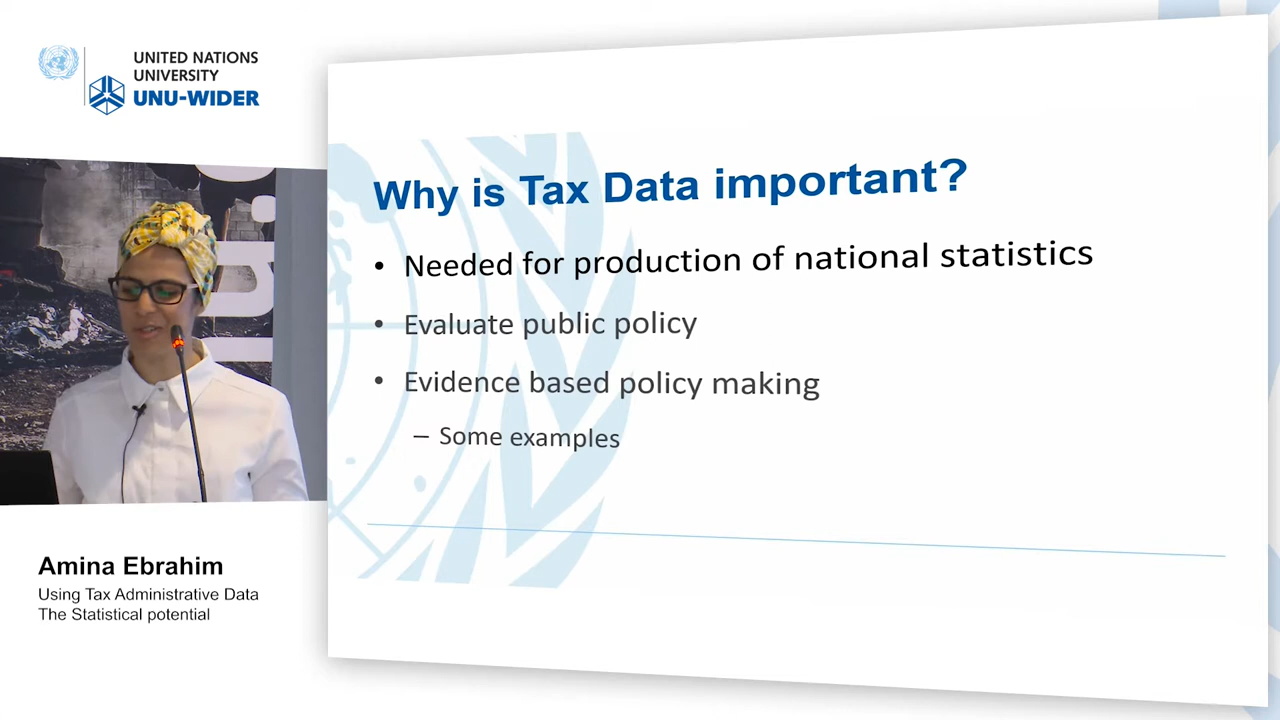 UNITED NATIONS
UNIVERSITY
UNU-WIDER
Why is Tax Data important?
• Needed for production of national statistics
• Evaluate public policy
• Evidence based policy making
– Some examples
Amina Ebrahim
Using Tax Administrative Data
The Statistical potential